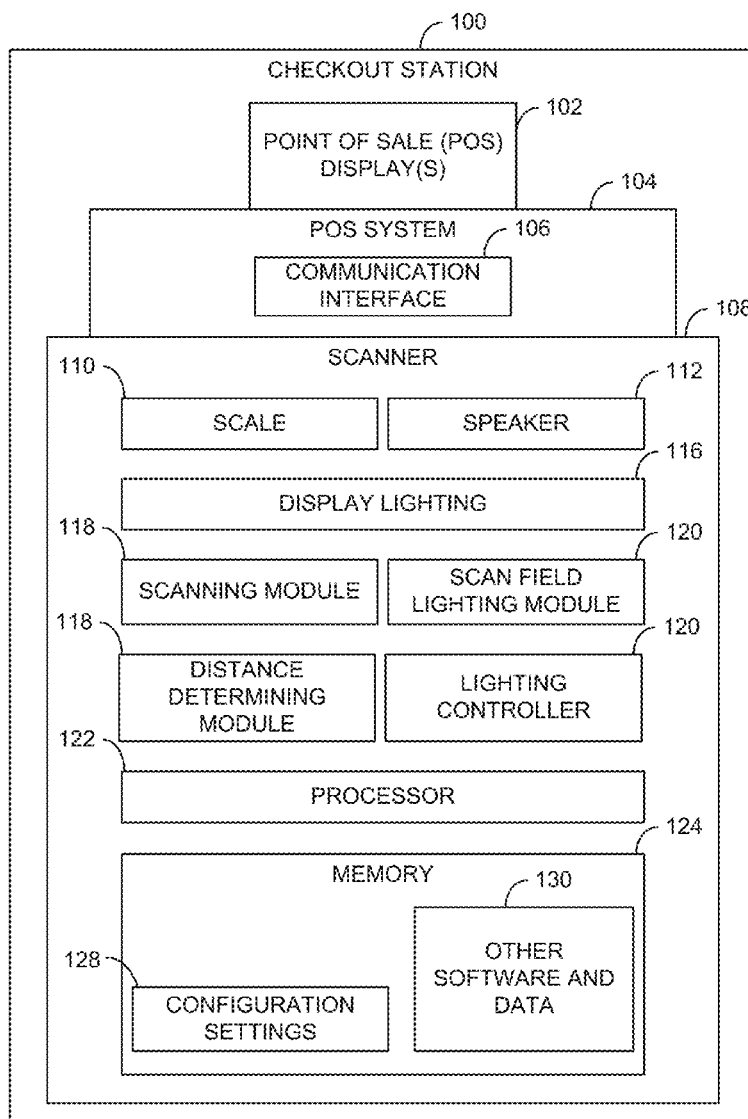 100
CHECKOUT STATION
102
POINT OF SALE (POS)
DISPLAY(S)
104
POS SYSTEM
106
COMMUNICATION
INTERFACE
108
SCANNER
110
112
SCALE
SPEAKER
116
DISPLAY LIGHTING
118
120
SCANNING MODULE
SCAN FIELD
LIGHTING MODULE
118
120
DISTANCE
DETERMINING
MODULE
LIGHTING
CONTROLLER
122
PROCESSOR
124
MEMORY
130
OTHER
SOFTWARE AND
DATA
128
CONFIGURATION
SETTINGS